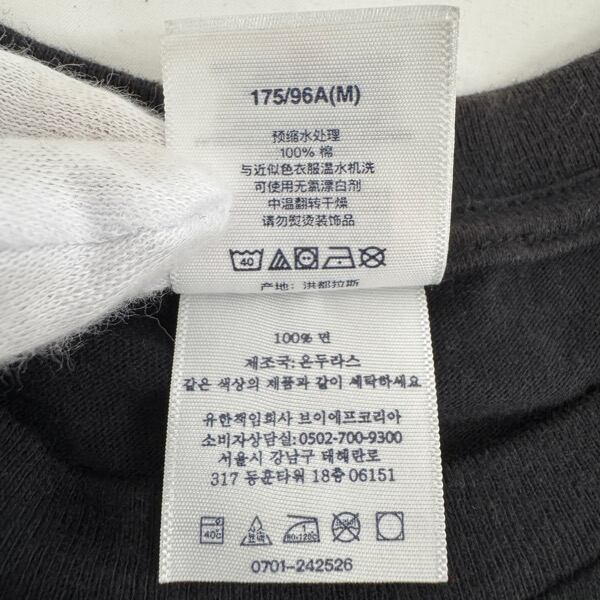 175/96A(M)
预缩水处理
100% 棉
与近似色衣服温水机洗
可使用无氯漂白剂
中温翻转干燥
请勿熨烫装饰品
40
产地: 洪都拉斯
100% 면
제조국: 온두라스
같은 색상의 제품과 같이 세탁하세요
유한책임회사 브이에프코리아
소비자상담실: 0502-700-9300
서울시 강남구 태헤란로
317 동훈타워 18층 06151
40℃ 80-120℃
0701-242526